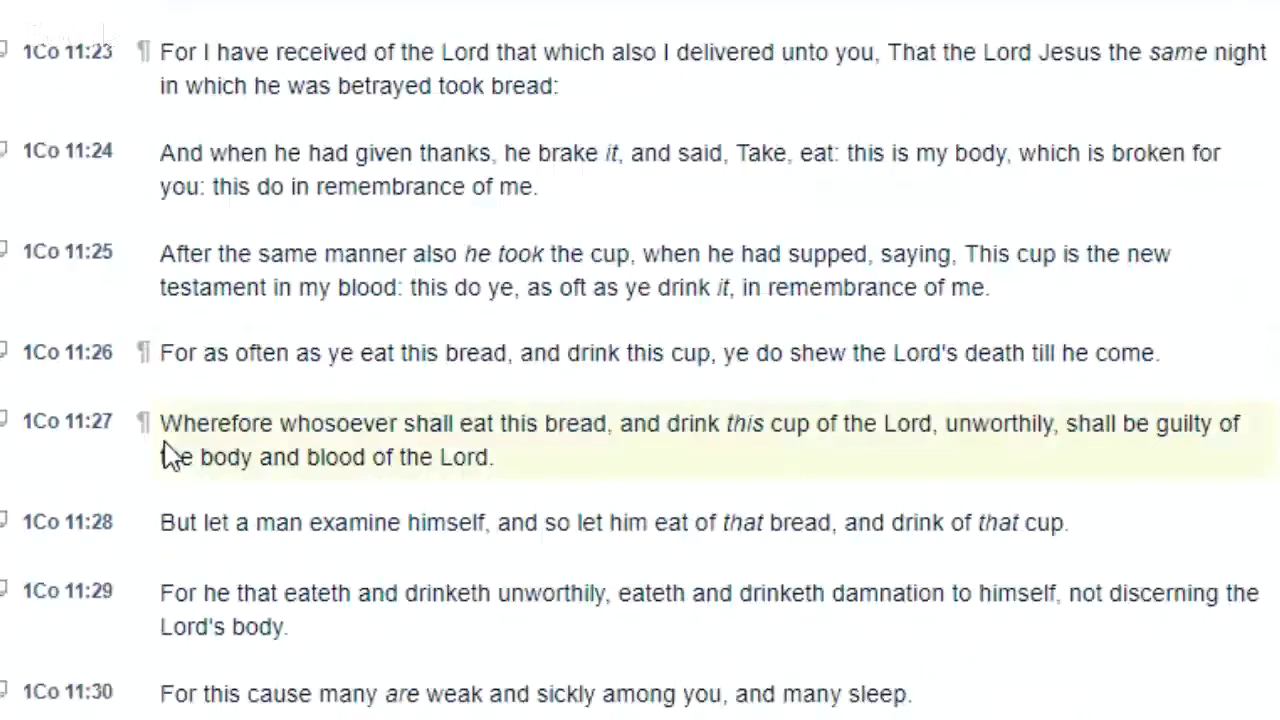 1Co 11:23 ¶ For I have received of the Lord that which also I delivered unto you, That the Lord Jesus the same night
in which he was betrayed took bread:
1Co 11:24 And when he had given thanks, he brake it, and said, Take, eat: this is my body, which is broken for
you: this do in remembrance of me.
1Co 11:25 After the same manner also he took the cup, when he had supped, saying, This cup is the new
testament in my blood: this do ye, as oft as ye drink it, in remembrance of me.
1Co 11:26 ¶ For as often as ye eat this bread, and drink this cup, ye do shew the Lord's death till he come.
1Co 11:27 ¶ Wherefore whosoever shall eat this bread, and drink this cup of the Lord, unworthily, shall be guilty of
the body and blood of the Lord.
1Co 11:28 But let a man examine himself, and so let him eat of that bread, and drink of that cup.
1Co 11:29 For he that eateth and drinketh unworthily, eateth and drinketh damnation to himself, not discerning the
Lord's body.
1Co 11:30 For this cause many are weak and sickly among you, and many sleep.